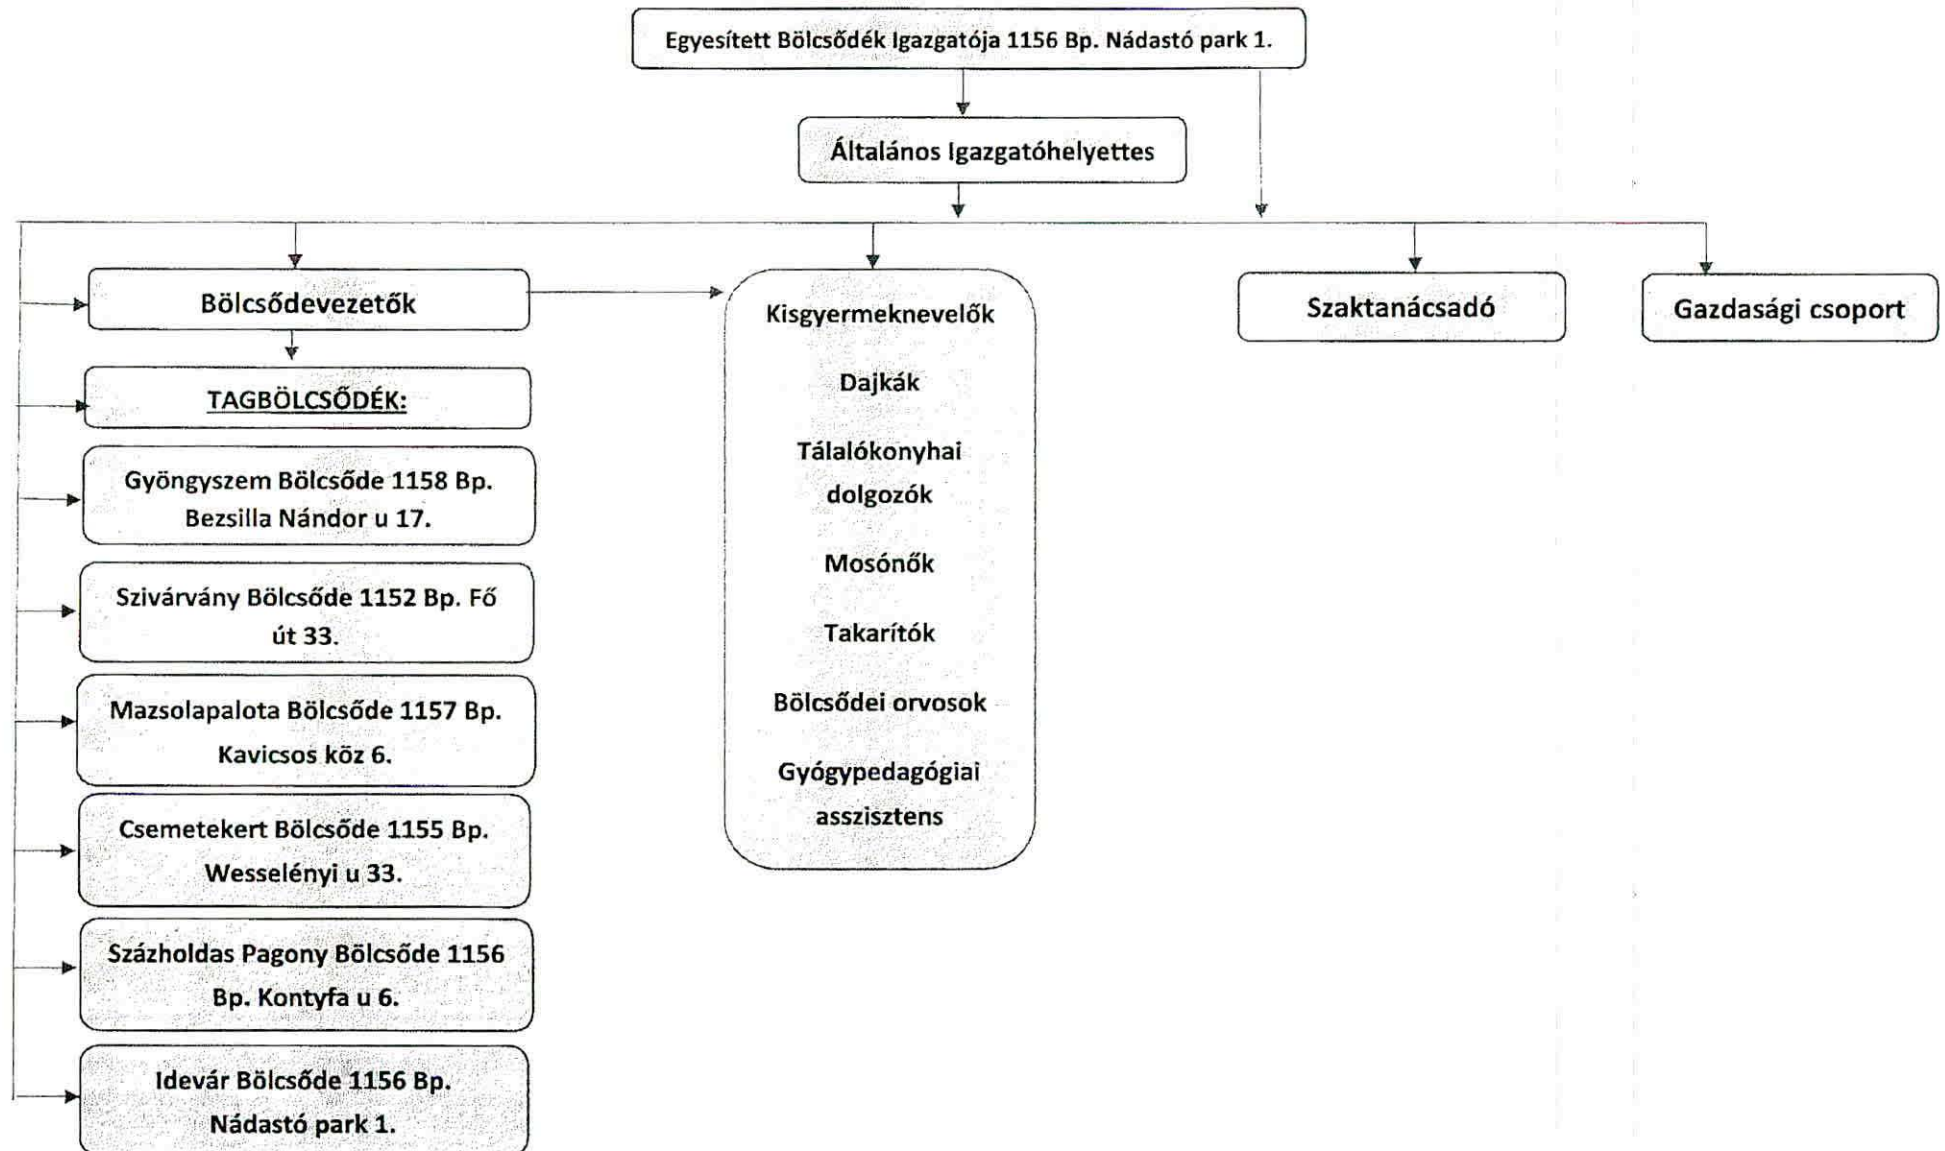 Egyesített Bölcsődék Igazgatója 1156 Bp. Nádastó park 1.
Általános Igazgatóhelyettes
Bölcsődevezetők
TAGBÖLCSŐDÉK:
Gyöngyszem Bölcsőde 1158 Bp.
Bezsilla Nándor u 17.
Szivárvány Bölcsőde 1152 Bp. Fő
út 33.
Mazsolapalota Bölcsőde 1157 Bp.
Kavicsos köz 6.
Csemetekert Bölcsőde 1155 Bp.
Wesselényi u 33.
Százholdas Pagony Bölcsőde 1156
Bp. Kontyfa u 6.
Idevár Bölcsőde 1156 Bp.
Nádastó park 1.
Kisgyermeknevelők
Dajkák
Tálalókonyhai
dolgozók
Mosónők
Takarítók
Bölcsődei orvosok
Gyógypedagógiai
asszisztens
Szaktanácsadó
Gazdasági csoport